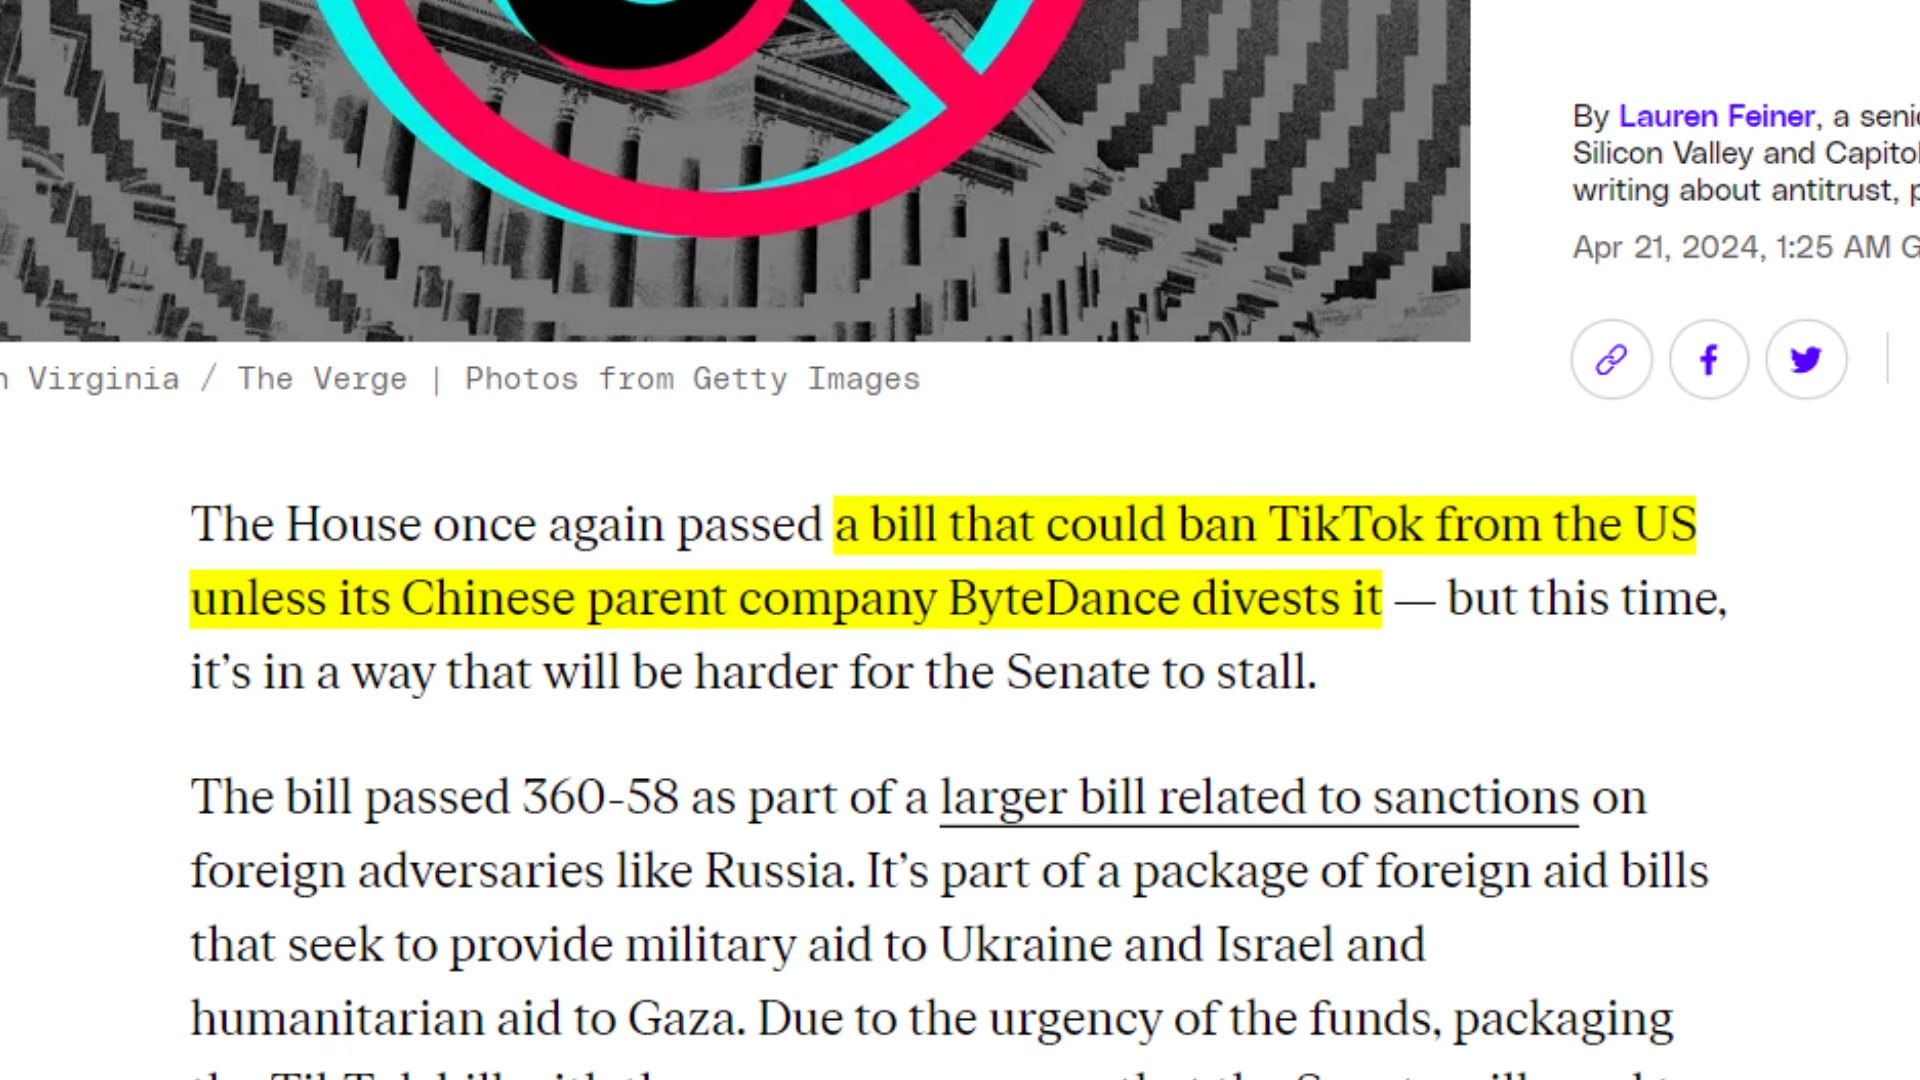 By Lauren Feiner, a
Silicon Valley and
writing about antitrust,
Apr 21, 2024, 1:25 AM
Virginia / The Verge | Photos from Getty Images
The House once again passed a bill that could ban TikTok from the US
unless its Chinese parent company ByteDance divests it — but this time,
it’s in a way that will be harder for the Senate to stall.
The bill passed 360-58 as part of a larger bill related to sanctions on
foreign adversaries like Russia. It’s part of a package of foreign aid bills
that seek to provide military aid to Ukraine and Israel and
humanitarian aid to Gaza. Due to the urgency of the funds, packaging